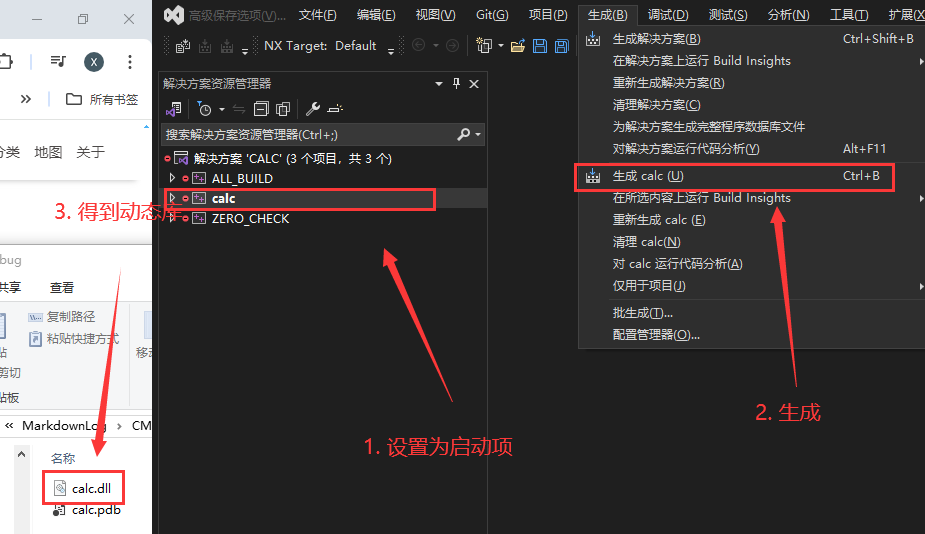 高级保存选项(V)...
文件(F)
编辑(E)
视图(V)
Git(G)
项目(P)
生成(B)
调试(D)
测试(S)
分析(N)
工具(T)
扩展(X
NX Target:
Default
X
所有书签
分类
地图
关于
3. 得到动态库
bug
共享
查看
复制路径
粘贴快捷方式
贴
剪切
移动
贴板
« MarkdownLog › CM
名称
calc.dll
calc.pdb
解决方案资源管理器
搜索解决方案资源管理器(Ctrl+;)
解决方案 'CALC' (3 个项目，共 3 个)
ALL_BUILD
calc
ZERO_CHECK
1. 设置为启动项
生成解决方案(B) Ctrl+Shift+B
在解决方案上运行 Build Insights
重新生成解决方案(R)
清理解决方案(C)
为解决方案生成完整程序数据库文件
对解决方案运行代码分析(Y) Alt+F11
生成 calc (U) Ctrl+B
在所选内容上运行 Build Insights
重新生成 calc (E)
清理 calc(N)
对 calc 运行代码分析(A)
仅用于项目(J)
批生成(T)...
配置管理器(O)...
2. 生成